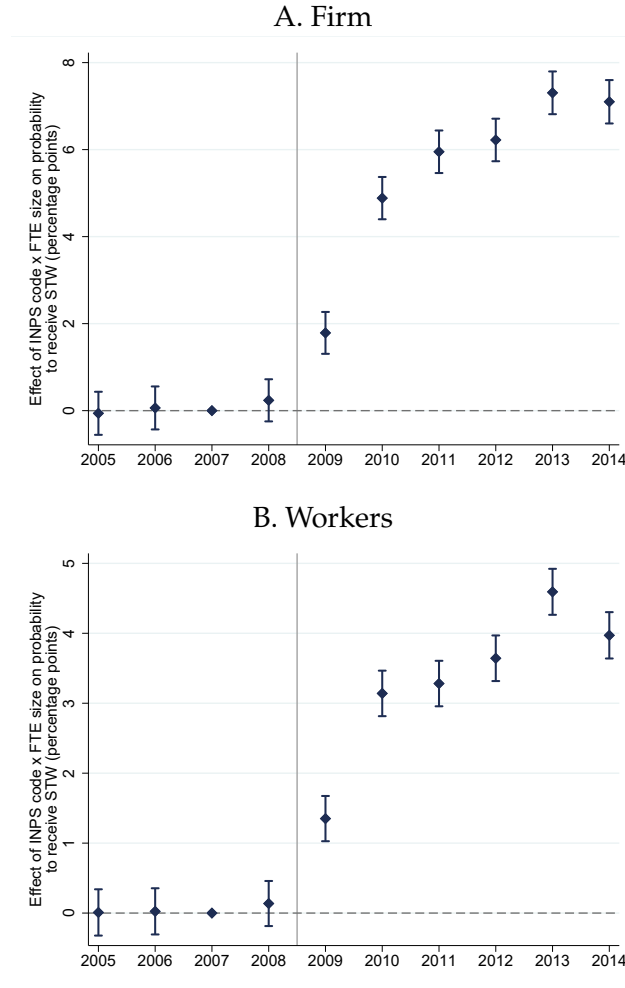 A. Firm
Effect of INPS code x FTE size on probability
to receive STW (percentage points)
8
6
4
2
0
2005 2006 2007 2008 2009 2010 2011 2012 2013 2014
B. Workers
Effect of INPS code x FTE size on probability
to receive STW (percentage points)
5
4
3
2
1
0
2005 2006 2007 2008 2009 2010 2011 2012 2013 2014